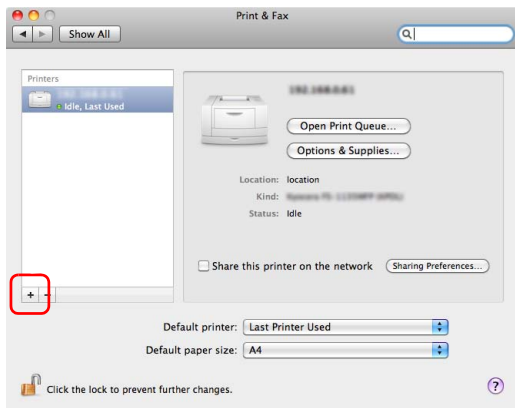 Print & Fax
Show All
Printers
Idle, Last Used
Open Print Queue...
Options & Supplies...
Location: location
Kind:
Status: Idle
Share this printer on the network Sharing Preferences...
+ −
Default printer: Last Printer Used
Default paper size: A4
Click the lock to prevent further changes. ?